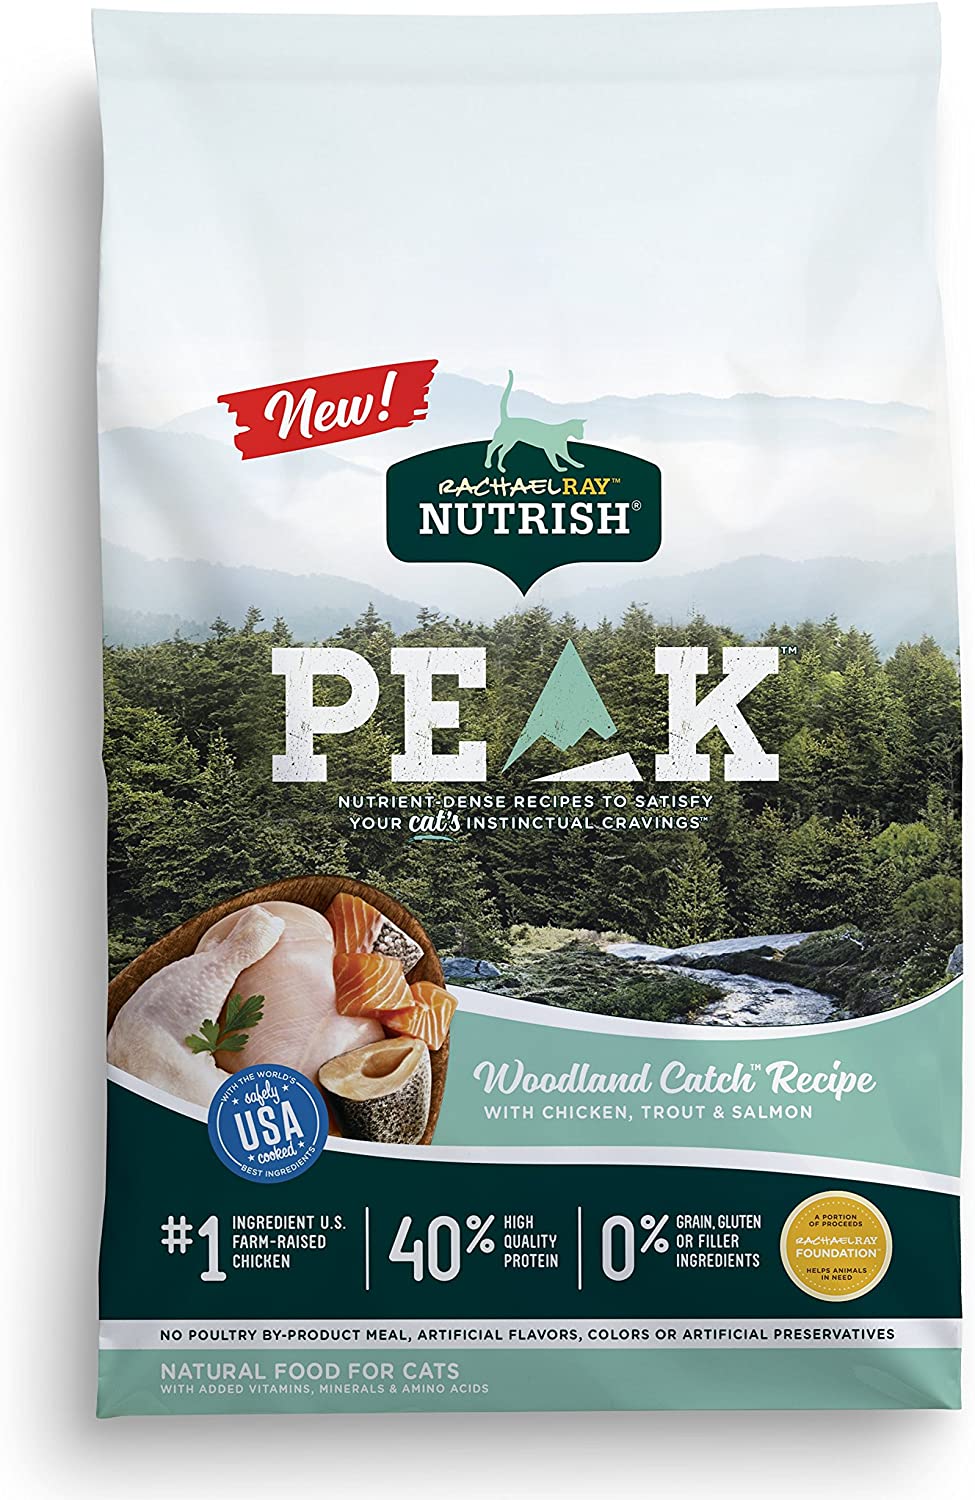 New!
RACHAEL RAY™
NUTRISH®
PEAK™
NUTRIENT-DENSE RECIPES TO SATISFY
YOUR cat's INSTINCTUAL CRAVINGS™
Woodland Catch™ Recipe
WITH CHICKEN, TROUT & SALMON
WITH THE WORLD'S
safely
USA
cooked
BEST INGREDIENTS
#1 INGREDIENT U.S.
FARM-RAISED
CHICKEN
40% HIGH
QUALITY
PROTEIN
0% GRAIN, GLUTEN
OR FILLER
INGREDIENTS
A PORTION
OF PROCEEDS
RACHAEL RAY
FOUNDATION™
HELPS ANIMALS
IN NEED
NO POULTRY BY-PRODUCT MEAL, ARTIFICIAL FLAVORS, COLORS OR ARTIFICIAL PRESERVATIVES
NATURAL FOOD FOR CATS
WITH ADDED VITAMINS, MINERALS & AMINO ACIDS